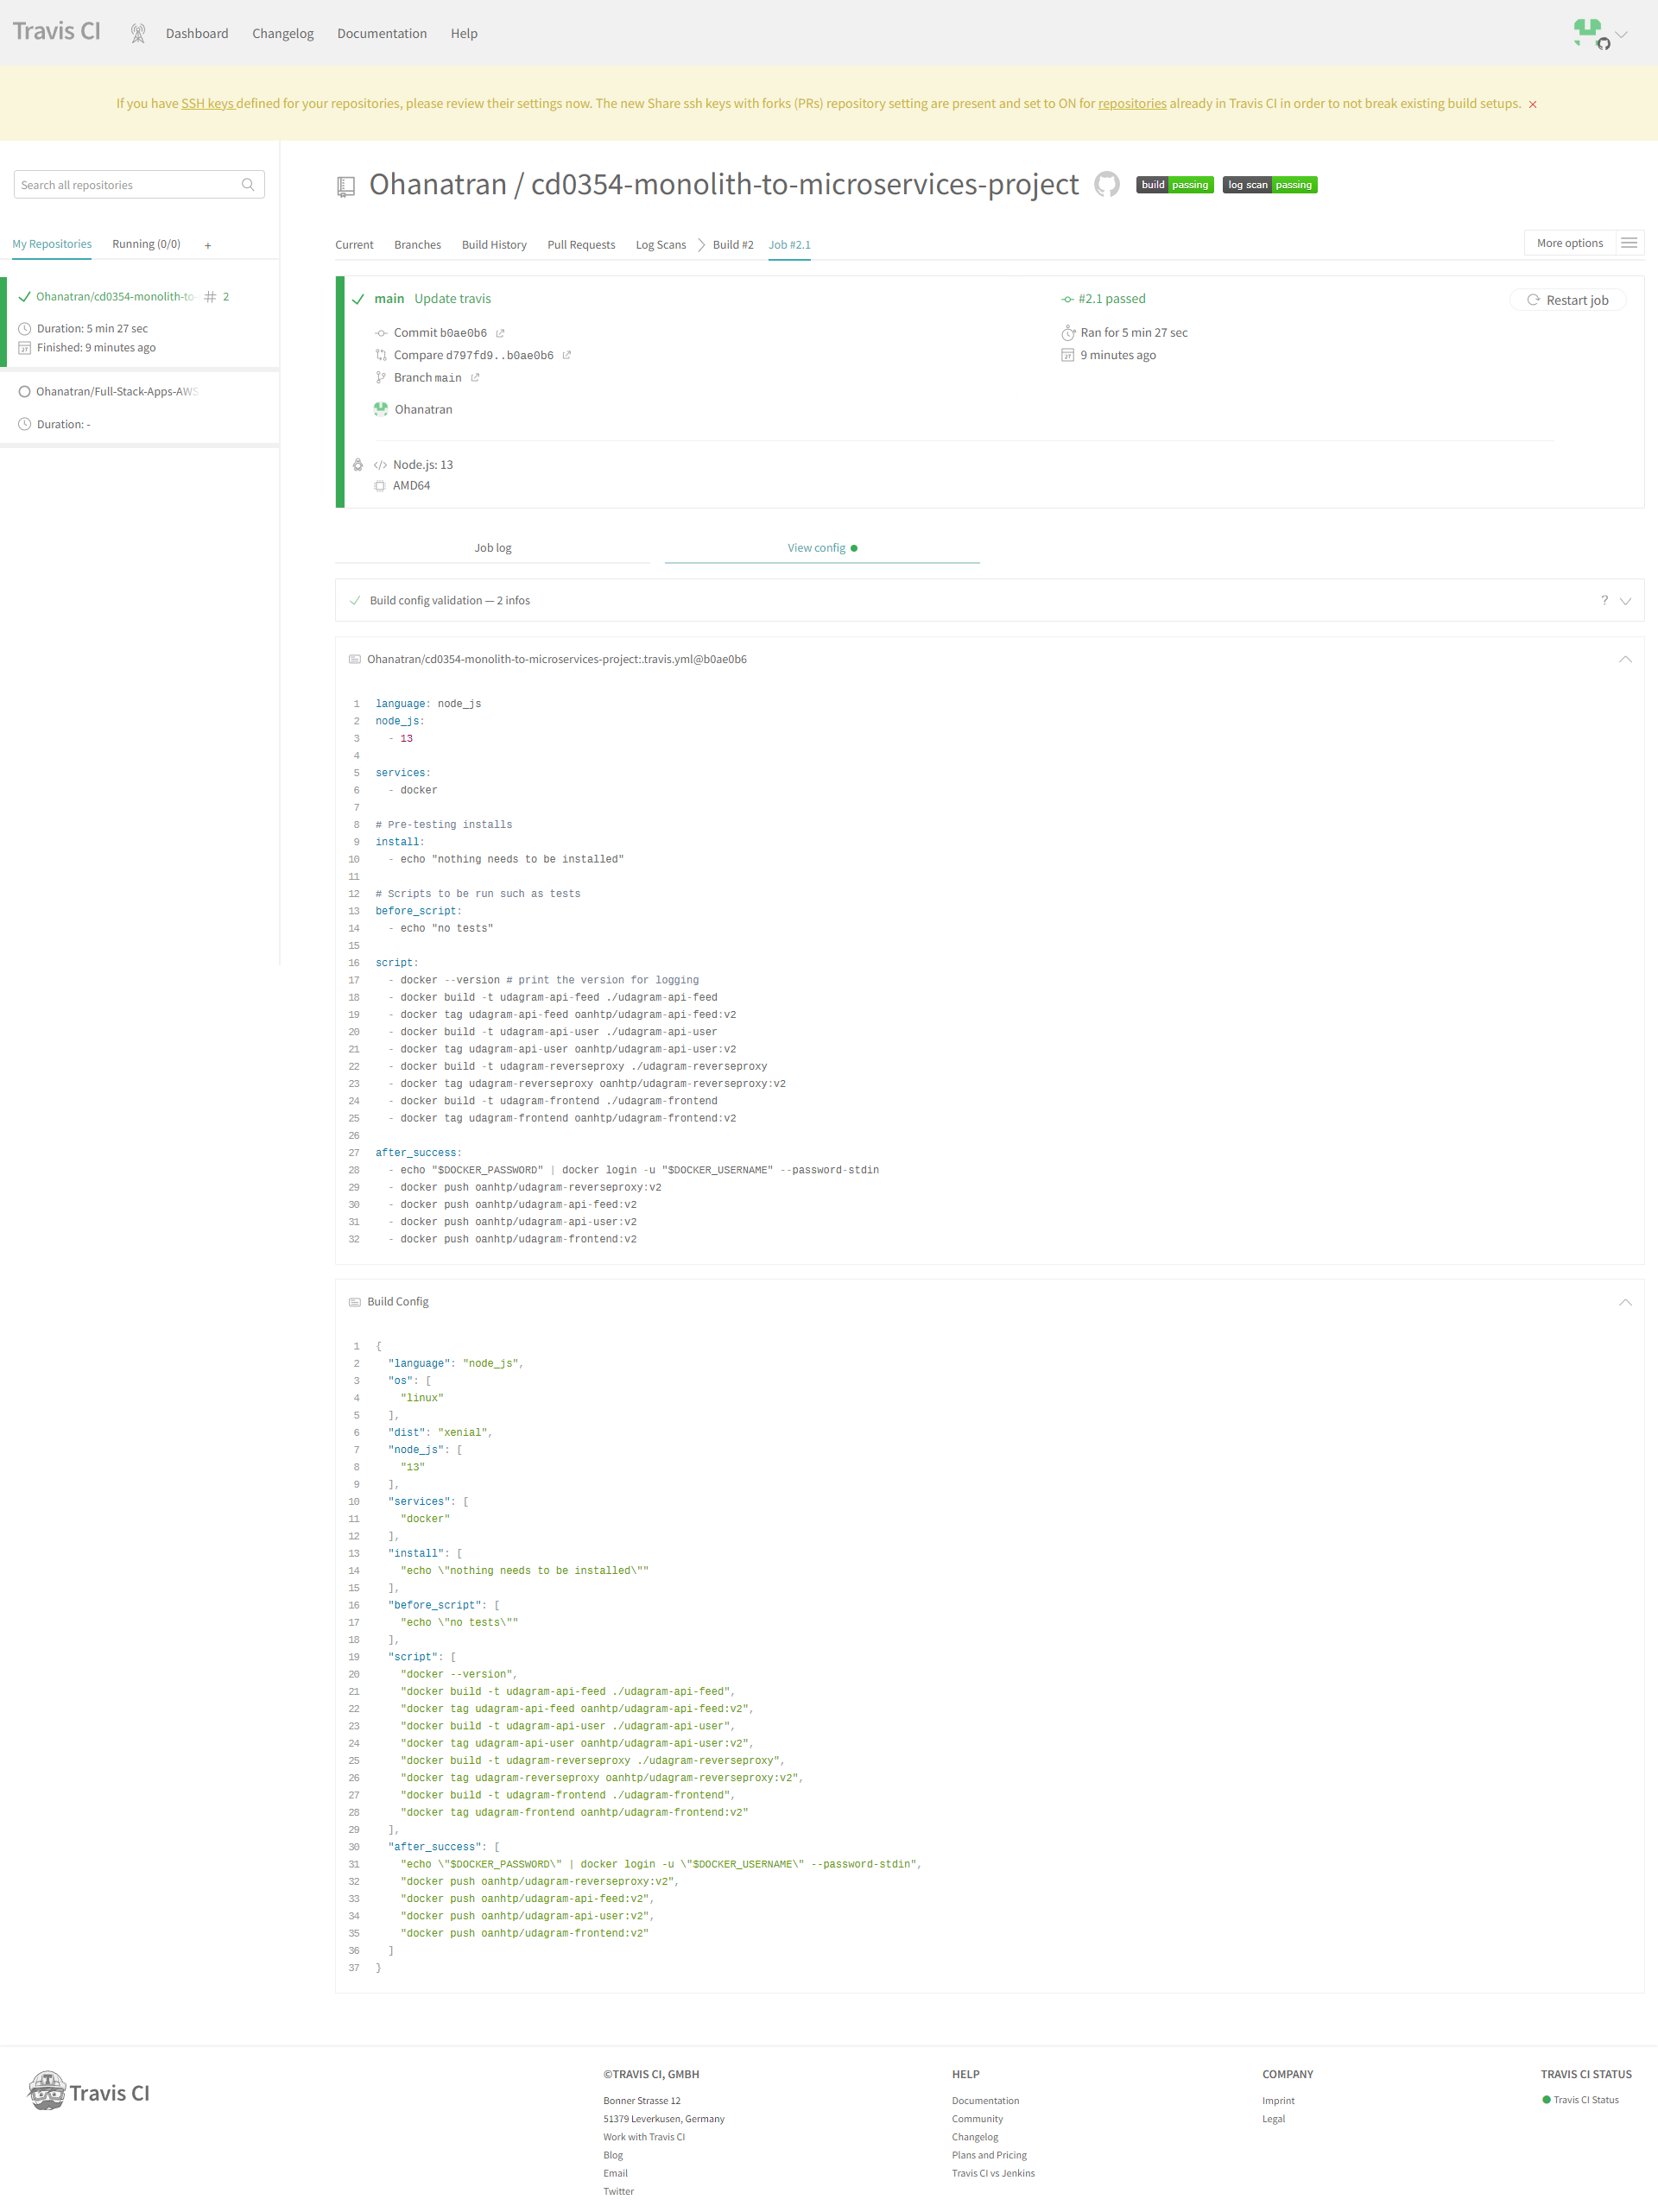 Travis CI
Dashboard
Changelog
Documentation
Help
If you have SSH keys defined for your repositories, please review their settings now. The new Share ssh keys with forks (PRs) repository setting are present and set to ON for repositories already in Travis CI in order to not break existing build setups. ×
Search all repositories
My Repositories
Running (0/0)
+
Ohanatran/cd0354-monolith-to-
# 2
Duration: 5 min 27 sec
Finished: 9 minutes ago
Ohanatran/Full-Stack-Apps-AWS
Duration: -
Ohanatran / cd0354-monolith-to-microservices-project
build passing
log scan passing
Current
Branches
Build History
Pull Requests
Log Scans
Build #2
Job #2.1
More options
main Update travis
Commit b0ae0b6
Compare d797fd9..b0ae0b6
Branch main
Ohanatran
#2.1 passed
Ran for 5 min 27 sec
9 minutes ago
Restart job
Node.js: 13
AMD64
Job log
View config
Build config validation — 2 infos
?
Ohanatran/cd0354-monolith-to-microservices-project:.travis.yml@b0ae0b6
1 language: node_js
2 node_js:
3   - 13
4
5 services:
6   - docker
7
8 # Pre-testing installs
9 install:
10   - echo "nothing needs to be installed"
11
12 # Scripts to be run such as tests
13 before_script:
14   - echo "no tests"
15
16 script:
17   - docker --version # print the version for logging
18   - docker build -t udagram-api-feed ./udagram-api-feed
19   - docker tag udagram-api-feed oanhtp/udagram-api-feed:v2
20   - docker build -t udagram-api-user ./udagram-api-user
21   - docker tag udagram-api-user oanhtp/udagram-api-user:v2
22   - docker build -t udagram-reverseproxy ./udagram-reverseproxy
23   - docker tag udagram-reverseproxy oanhtp/udagram-reverseproxy:v2
24   - docker build -t udagram-frontend ./udagram-frontend
25   - docker tag udagram-frontend oanhtp/udagram-frontend:v2
26
27 after_success:
28   - echo "$DOCKER_PASSWORD" | docker login -u "$DOCKER_USERNAME" --password-stdin
29   - docker push oanhtp/udagram-reverseproxy:v2
30   - docker push oanhtp/udagram-api-feed:v2
31   - docker push oanhtp/udagram-api-user:v2
32   - docker push oanhtp/udagram-frontend:v2
Build Config
1 {
2   "language": "node_js",
3   "os": [
4     "linux"
5   ],
6   "dist": "xenial",
7   "node_js": [
8     "13"
9   ],
10   "services": [
11     "docker"
12   ],
13   "install": [
14     "echo \"nothing needs to be installed\""
15   ],
16   "before_script": [
17     "echo \"no tests\""
18   ],
19   "script": [
20     "docker --version",
21     "docker build -t udagram-api-feed ./udagram-api-feed",
22     "docker tag udagram-api-feed oanhtp/udagram-api-feed:v2",
23     "docker build -t udagram-api-user ./udagram-api-user",
24     "docker tag udagram-api-user oanhtp/udagram-api-user:v2",
25     "docker build -t udagram-reverseproxy ./udagram-reverseproxy",
26     "docker tag udagram-reverseproxy oanhtp/udagram-reverseproxy:v2",
27     "docker build -t udagram-frontend ./udagram-frontend",
28     "docker tag udagram-frontend oanhtp/udagram-frontend:v2"
29   ],
30   "after_success": [
31     "echo \"$DOCKER_PASSWORD\" | docker login -u \"$DOCKER_USERNAME\" --password-stdin",
32     "docker push oanhtp/udagram-reverseproxy:v2",
33     "docker push oanhtp/udagram-api-feed:v2",
34     "docker push oanhtp/udagram-api-user:v2",
35     "docker push oanhtp/udagram-frontend:v2"
36   ]
37 }
Travis CI
©TRAVIS CI, GMBH
Bonner Strasse 12
51379 Leverkusen, Germany
Work with Travis CI
Blog
Email
Twitter
HELP
Documentation
Community
Changelog
Plans and Pricing
Travis CI vs Jenkins
COMPANY
Imprint
Legal
TRAVIS CI STATUS
Travis CI Status